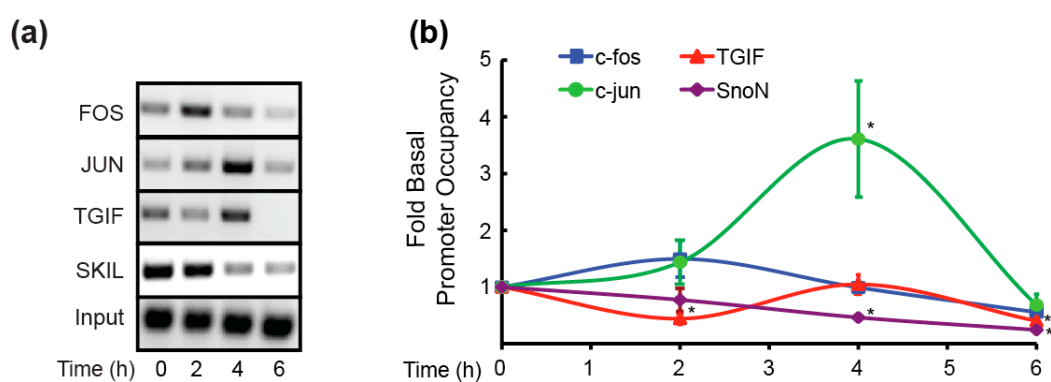 (a)
FOS
JUN
TGIF
SKIL
Input
Time (h) 0 2 4 6
(b)
c-fos TGIF
c-jun SnoN
Fold Basal
Promoter Occupancy
5
4
3
2
1
*
*
*
*
*
Time (h) 0 1 2 3 4 5 6